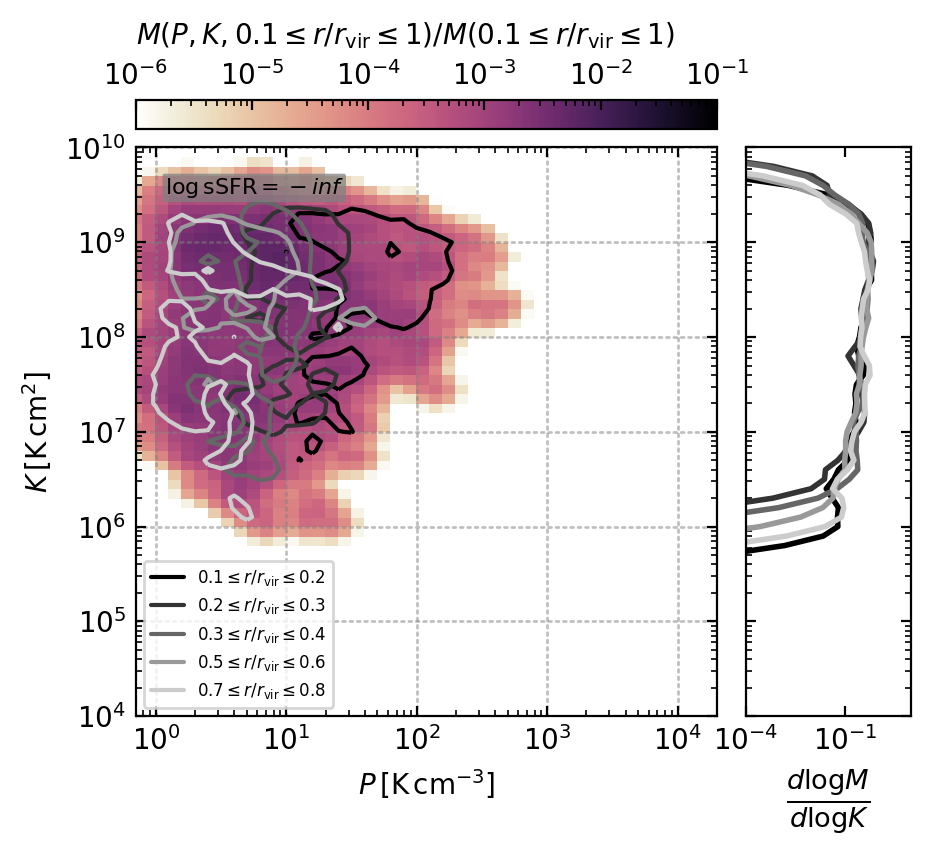 M(P, K, 0.1 ≤ r/r_vir ≤ 1)/M(0.1 ≤ r/r_vir ≤ 1)
10^−6 10^−5 10^−4 10^−3 10^−2 10^−1
log sSFR = −inf
10^10
10^9
10^8
10^7
10^6
10^5
10^4
K [K cm^2]
0.1 ≤ r/r_vir ≤ 0.2
0.2 ≤ r/r_vir ≤ 0.3
0.3 ≤ r/r_vir ≤ 0.4
0.5 ≤ r/r_vir ≤ 0.6
0.7 ≤ r/r_vir ≤ 0.8
10^0 10^1 10^2 10^3 10^4
P [K cm^−3]
10^−4 10^−1
dlogM
dlogK